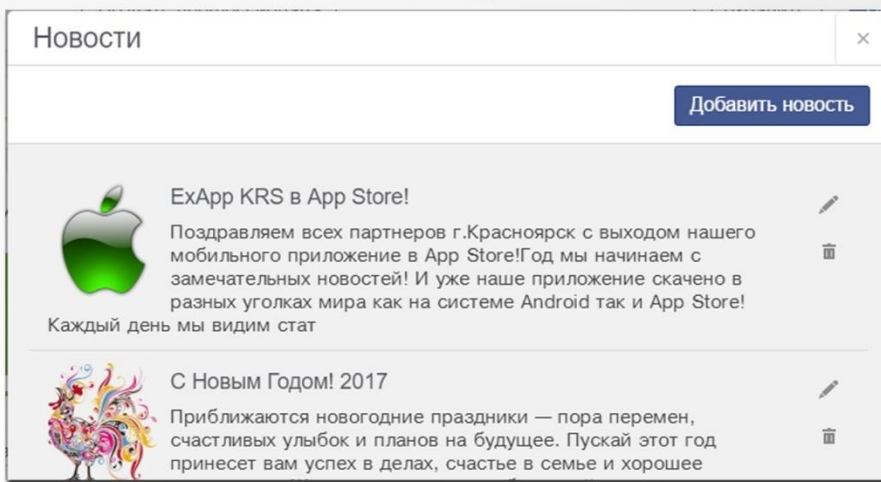 Новости
Добавить новость
ExApp KRS в App Store!
Поздравляем всех партнеров г.Красноярск с выходом нашего
мобильного приложение в App Store!Год мы начинаем с
замечательных новостей! И уже наше приложение скачено в
разных уголках мира как на системе Android так и App Store!
Каждый день мы видим стат
С Новым Годом! 2017
Приближаются новогодние праздники — пора перемен,
счастливых улыбок и планов на будущее. Пускай этот год
принесет вам успех в делах, счастье в семье и хорошее